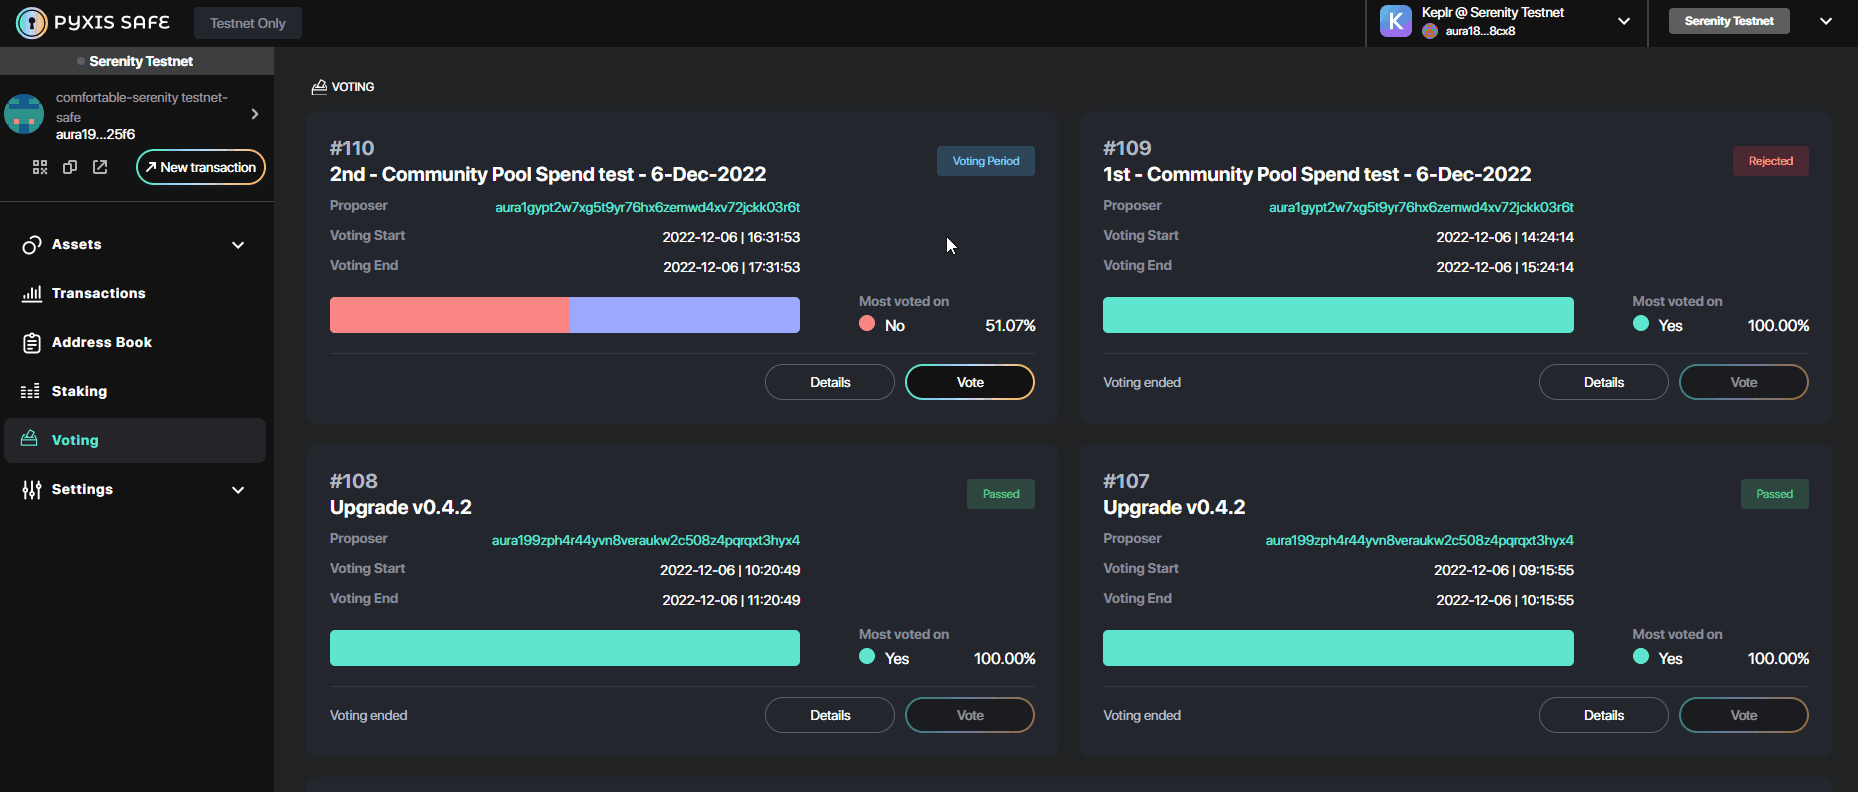 PYXIS SAFE
Testnet Only
Keplr @ Serenity Testnet
aura18...8cx8
Serenity Testnet
Serenity Testnet
comfortable-serenity testnet-
safe
aura19...25f6
New transaction
Assets
Transactions
Address Book
Staking
Voting
Settings
VOTING
#110
2nd - Community Pool Spend test - 6-Dec-2022
Voting Period
Proposer aura1gypt2w7xg5t9yr76hx6zemwd4xv72jckk03r6t
Voting Start 2022-12-06 | 16:31:53
Voting End 2022-12-06 | 17:31:53
Most voted on
No 51.07%
Details Vote
#109
1st - Community Pool Spend test - 6-Dec-2022
Rejected
Proposer aura1gypt2w7xg5t9yr76hx6zemwd4xv72jckk03r6t
Voting Start 2022-12-06 | 14:24:14
Voting End 2022-12-06 | 15:24:14
Most voted on
Yes 100.00%
Voting ended Details Vote
#108
Upgrade v0.4.2
Passed
Proposer aura199zph4r44yvn8veraukw2c508z4pqrqxt3hyx4
Voting Start 2022-12-06 | 10:20:49
Voting End 2022-12-06 | 11:20:49
Most voted on
Yes 100.00%
Voting ended Details Vote
#107
Upgrade v0.4.2
Passed
Proposer aura199zph4r44yvn8veraukw2c508z4pqrqxt3hyx4
Voting Start 2022-12-06 | 09:15:55
Voting End 2022-12-06 | 10:15:55
Most voted on
Yes 100.00%
Voting ended Details Vote